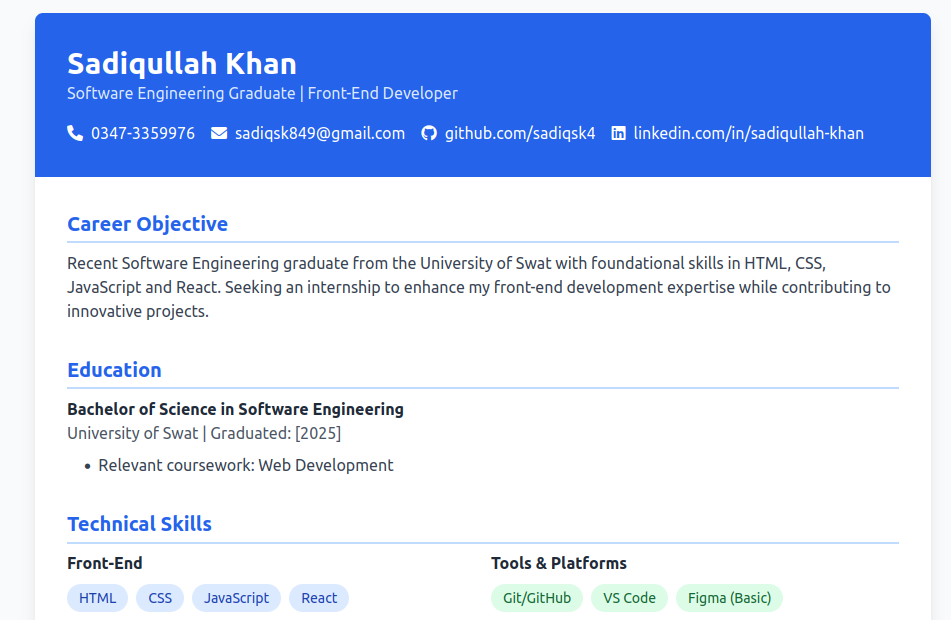 Sadiqullah Khan
Software Engineering Graduate | Front-End Developer
0347-3359976 sadiqsk849@gmail.com github.com/sadiqsk4 linkedin.com/in/sadiqullah-khan
Career Objective
Recent Software Engineering graduate from the University of Swat with foundational skills in HTML, CSS,
JavaScript and React. Seeking an internship to enhance my front-end development expertise while contributing to
innovative projects.
Education
Bachelor of Science in Software Engineering
University of Swat | Graduated: [2025]
• Relevant coursework: Web Development
Technical Skills
Front-End
HTML CSS JavaScript React
Tools & Platforms
Git/GitHub VS Code Figma (Basic)